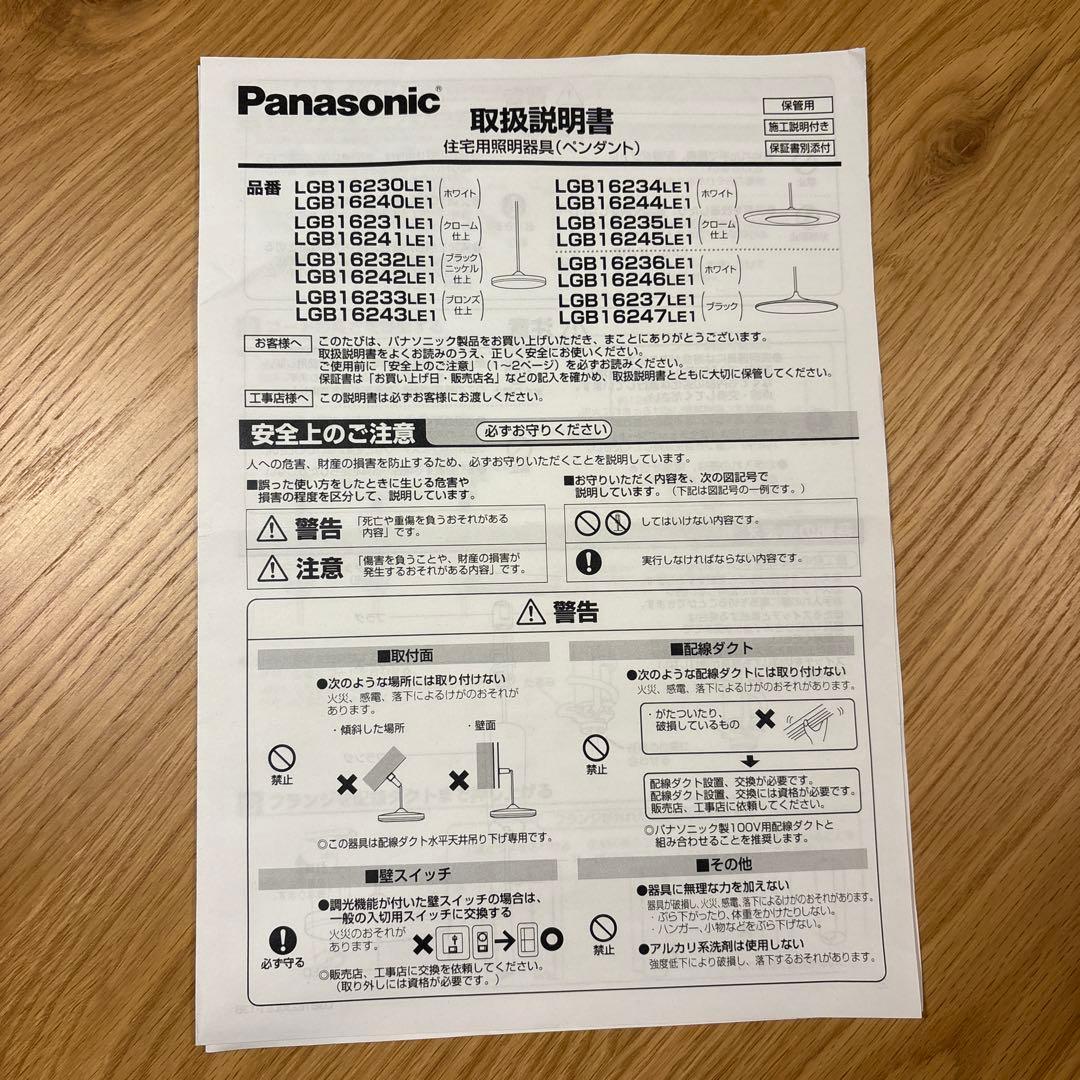 Panasonic®
取扱説明書
住宅用照明器具(ペンダント)
保管用
施工説明付き
保証書別添付
品番
LGB16230LE1
LGB16240LE1
(ホワイト)
LGB16231LE1
LGB16241LE1
(クローム
仕上)
LGB16232LE1
LGB16242LE1
(ブラック
ニッケル
仕上)
LGB16233LE1
LGB16243LE1
(ブロンズ
仕上)
LGB16234LE1
LGB16244LE1
(ホワイト)
LGB16235LE1
LGB16245LE1
(クローム
仕上)
LGB16236LE1
LGB16246LE1
(ホワイト)
LGB16237LE1
LGB16247LE1
(ブラック)
お客様へ
このたびは、パナソニック製品をお買い上げいただき、まことにありがとうございます。
取扱説明書をよくお読みのうえ、正しく安全にお使いください。
ご使用前に「安全上のご注意」(1~2ページ)を必ずお読みください。
保証書は「お買い上げ日・販売店名」などの記入を確かめ、取扱説明書とともに大切に保管してください。
工事店様へ
この説明書は必ずお客様にお渡しください。
安全上のご注意
必ずお守りください
人への危害、財産の損害を防止するため、必ずお守りいただくことを説明しています。
■誤った使い方をしたときに生じる危害や
損害の程度を区分して、説明しています。
警告
「死亡や重傷を負うおそれがある
内容」です。
注意
「傷害を負うことや、財産の損害が
発生するおそれがある内容」です。
■お守りいただく内容を、次の図記号で
説明しています。(下記は図記号の一例です。)
してはいけない内容です。
実行しなければならない内容です。
警告
■取付面
●次のような場所には取り付けない
火災、感電、落下によるけがのおそれが
あります。
・傾斜した場所
・壁面
禁止
◎この器具は配線ダクト水平天井吊り下げ専用です。
■配線ダクト
●次のような配線ダクトには取り付けない
火災、感電、落下によるけがのおそれがあります。
・がたついたり、
破損しているもの
禁止
配線ダクト設置、交換が必要です。
配線ダクト設置、交換には資格が必要です。
販売店、工事店に依頼してください。
◎パナソニック製100V用配線ダクトと
組み合わせることを推奨します。
■壁スイッチ
●調光機能が付いた壁スイッチの場合は、
一般の入切用スイッチに交換する
火災のおそれが
あります。
必ず守る
◎販売店、工事店に交換を依頼してください。
(取り外しには資格が必要です。)
■その他
●器具に無理な力を加えない
器具が破損し、火災、感電、落下によるけがのおそれがあります。
・ぶら下がったり、体重をかけたりしない。
・ハンガー、小物などをぶら下げない。
禁止
●アルカリ系洗剤は使用しない
強度低下により破損し、落下するおそれがあります。